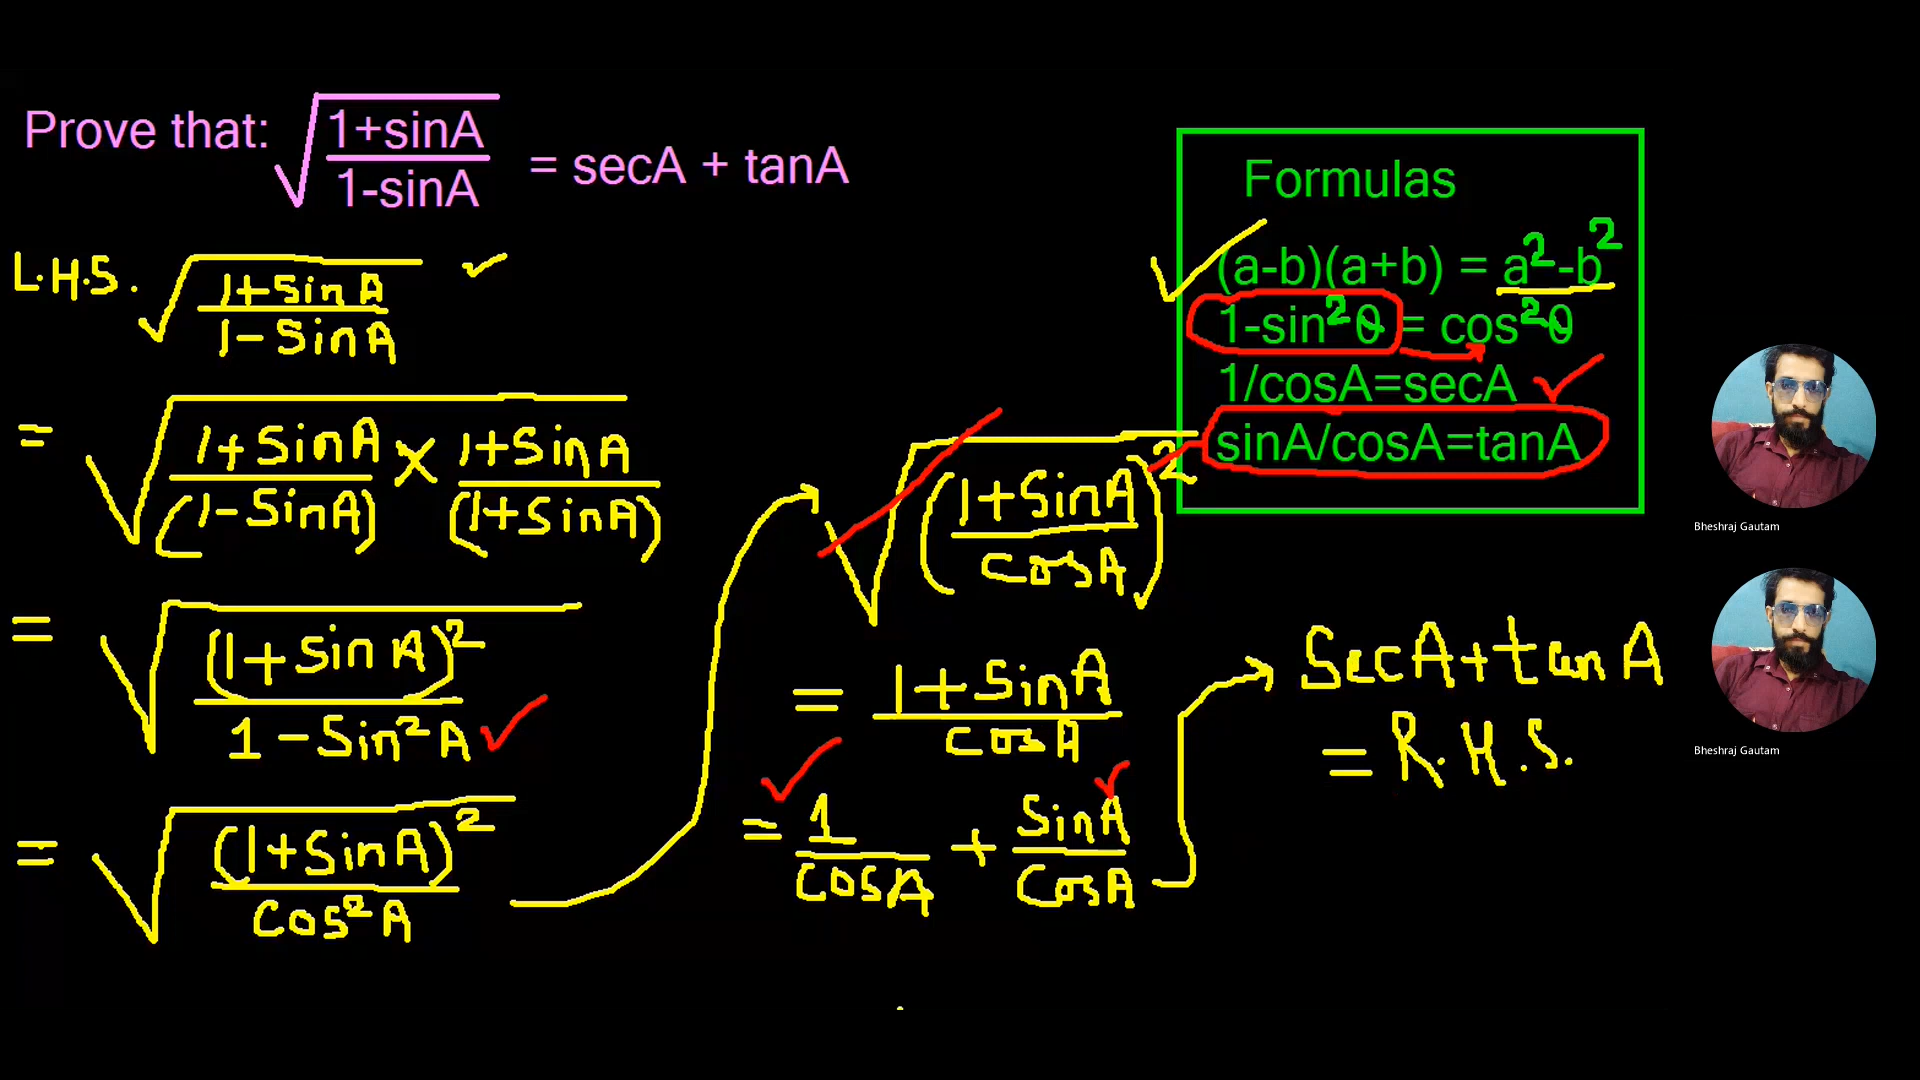 Prove that: √(1+sinA / 1-sinA) = secA + tanA
L.H.S. √(1+SinA / 1-SinA)
= √(1+SinA / (1-SinA) × 1+SinA / (1+SinA))
= √((1+SinA)² / 1-Sin²A)
= √((1+SinA)² / Cos²A)
√(1+SinA / CosA)²
= 1+SinA / CosA
= 1 / CosA + SinA / CosA
SecA+tanA
= R.H.S.
Formulas
(a-b)(a+b) = a²-b²
1-sin²θ = cos²θ
1/cosA=secA
sinA/cosA=tanA
Bheshraj Gautam
Bheshraj Gautam